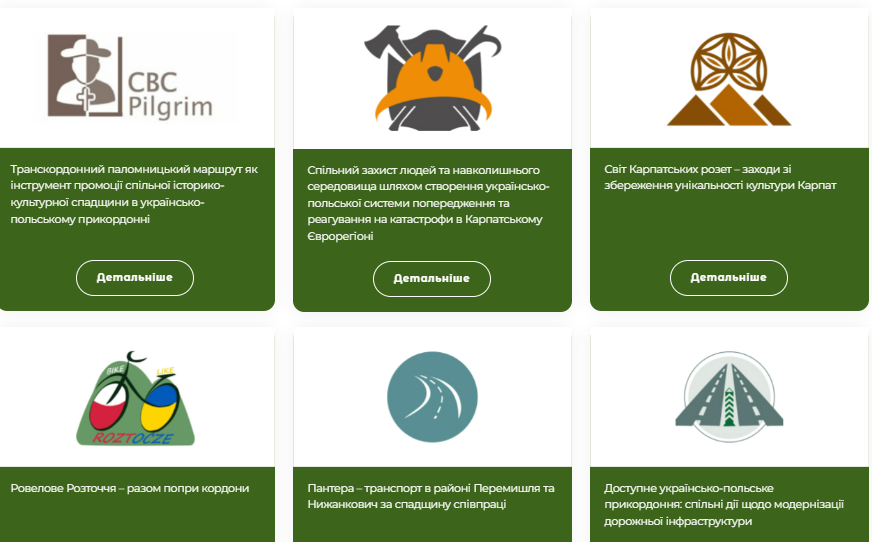 CBC
Pilgrim
Транскордонний паломницький маршрут як
інструмент промоції спільної історико-
культурної спадщини в українсько-
польському прикордонні
Детальніше
Спільний захист людей та навколишнього
середовища шляхом створення українсько-
польської системи попередження та
реагування на катастрофи в Карпатському
Єврорегіоні
Детальніше
Світ Карпатських розет – заходи зі
збереження унікальності культури Карпат
Детальніше
BIKE
LIKE
ROZTOCZE
Ровелове Розточчя – разом попри кордони
Пантера – транспорт в районі Перемишля та
Нижанкович за спадщину співпраці
Доступне українсько-польське
прикордоння: спільні дії щодо модернізації
дорожньої інфраструктури